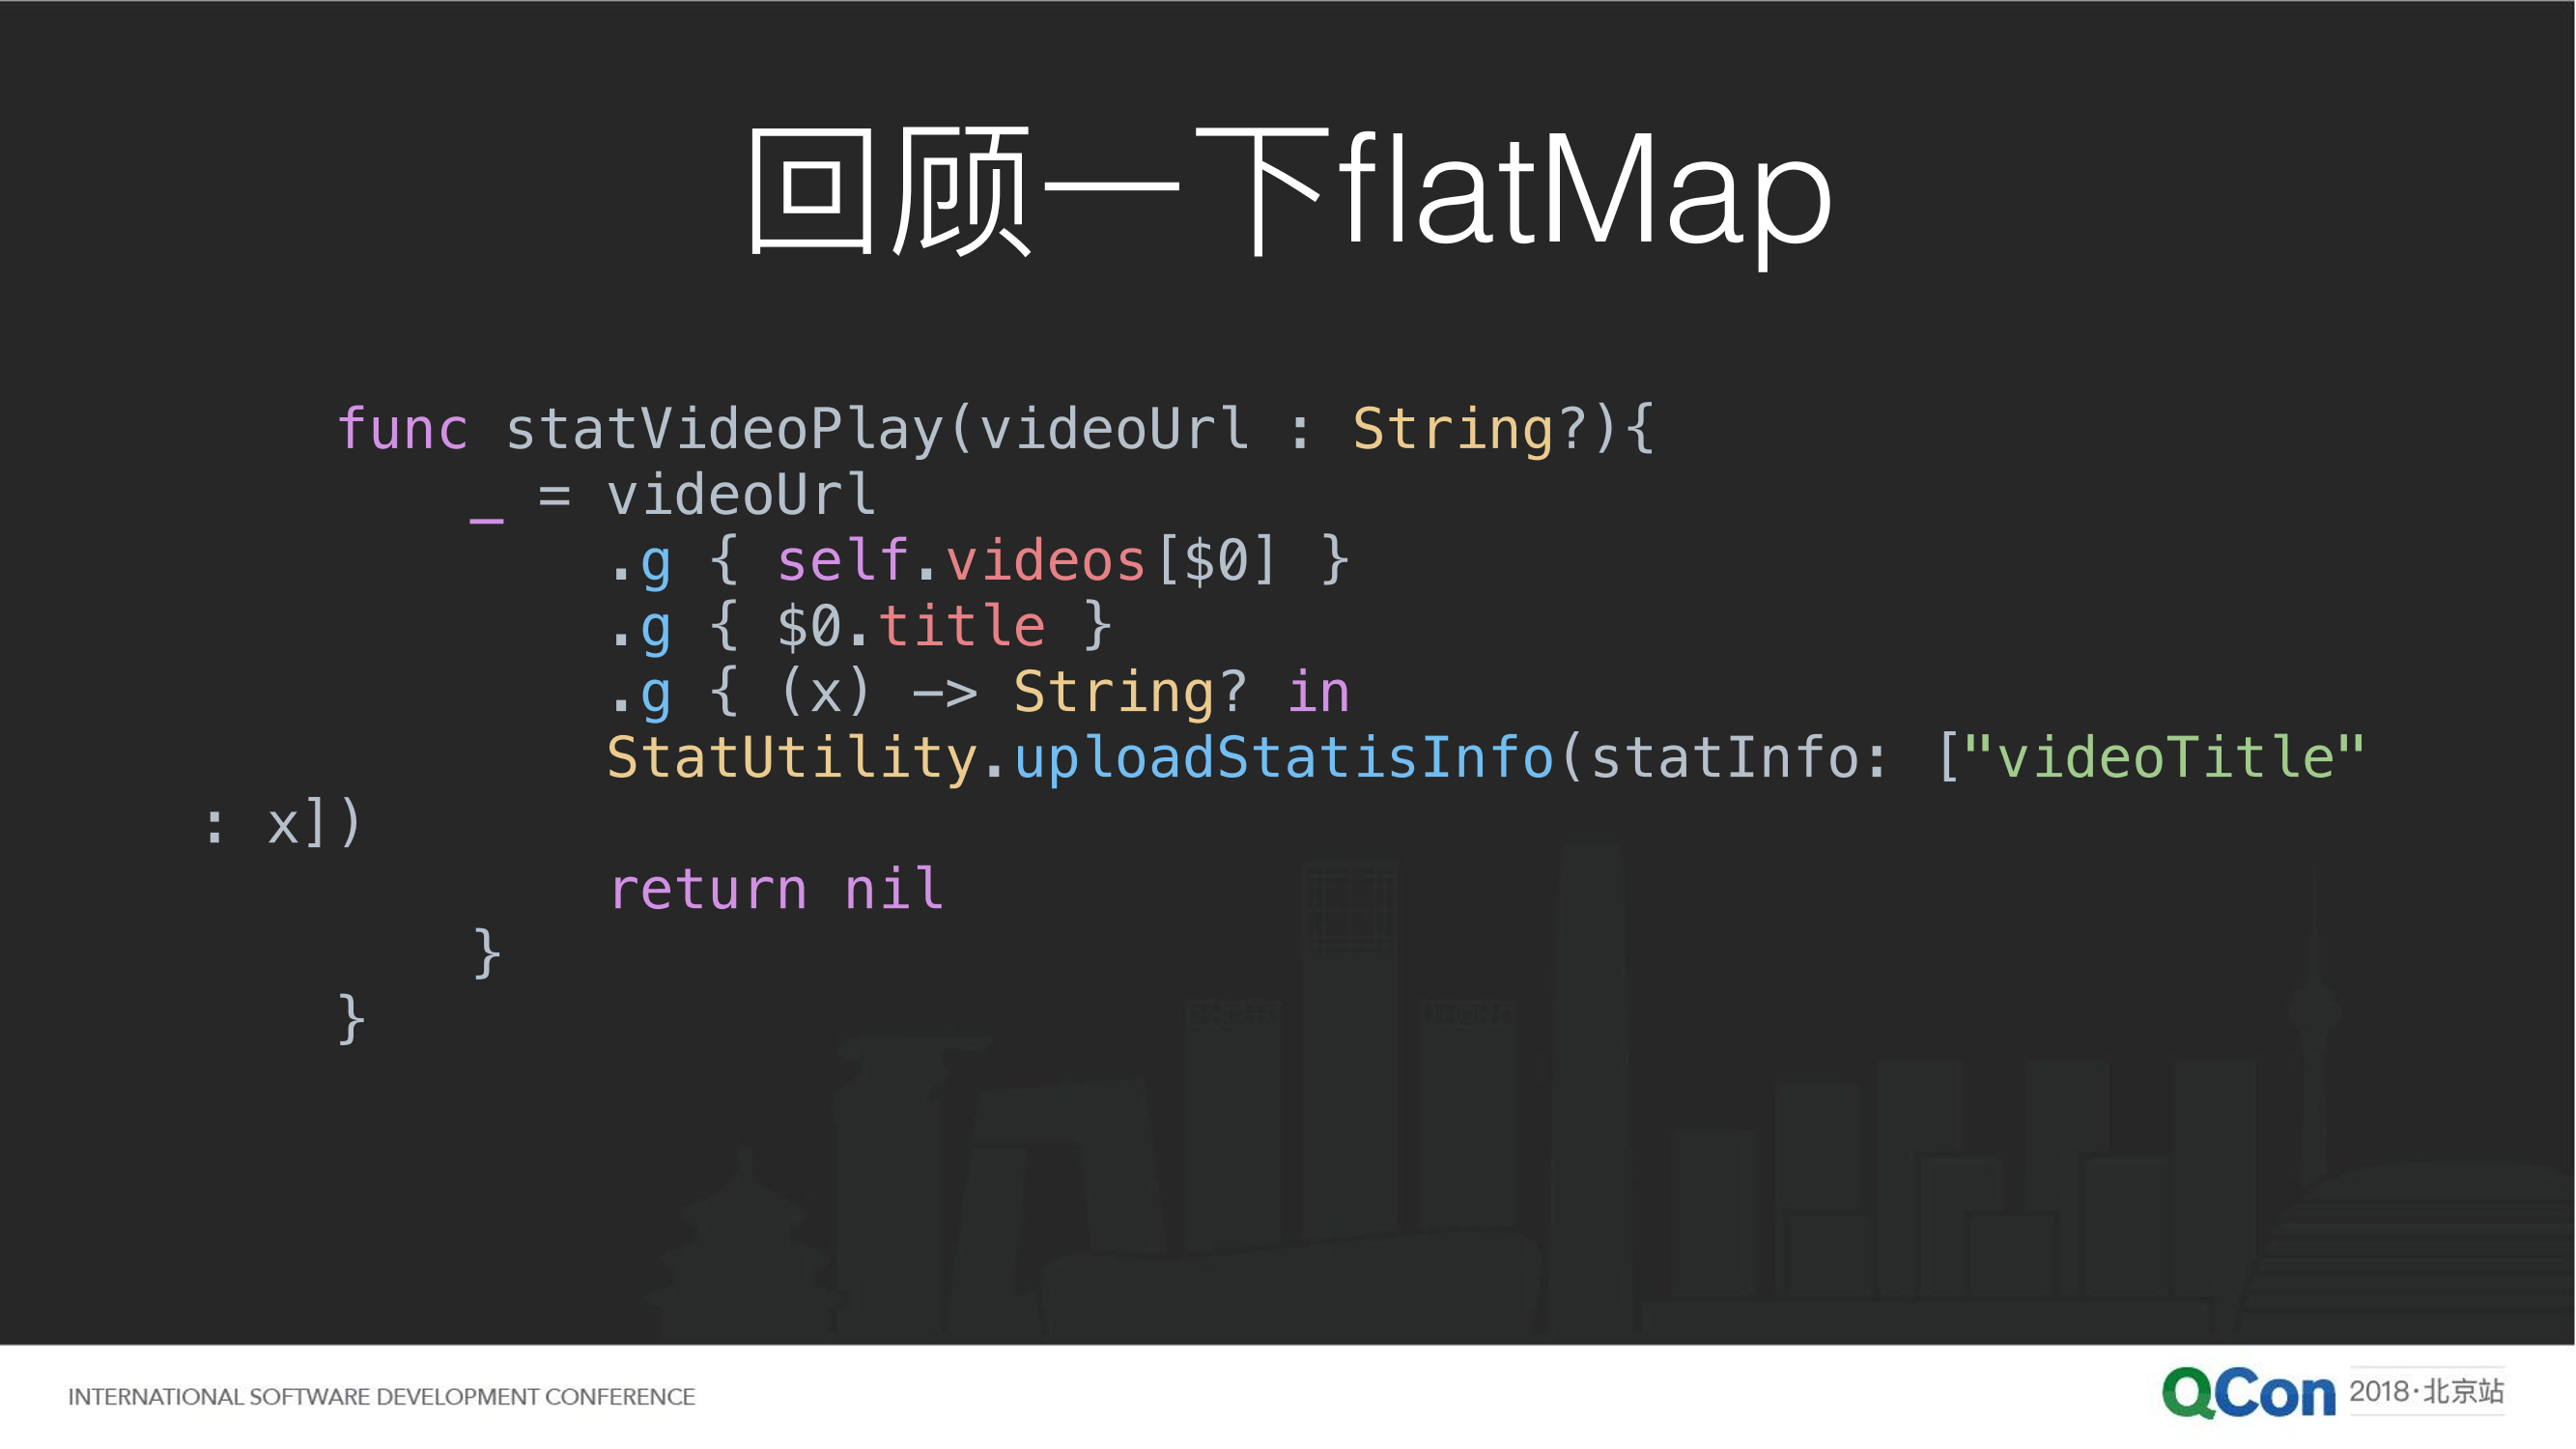 回顾一下flatMap
func statVideoPlay(videoUrl : String?){
_ = videoUrl
.g { self.videos[$0] }
.g { $0.title }
.g { (x) -> String? in
StatUtility.uploadStatisInfo(statInfo: ["videoTitle"
: x])
return nil
}
}
INTERNATIONAL SOFTWARE DEVELOPMENT CONFERENCE
QCon 2018·北京站